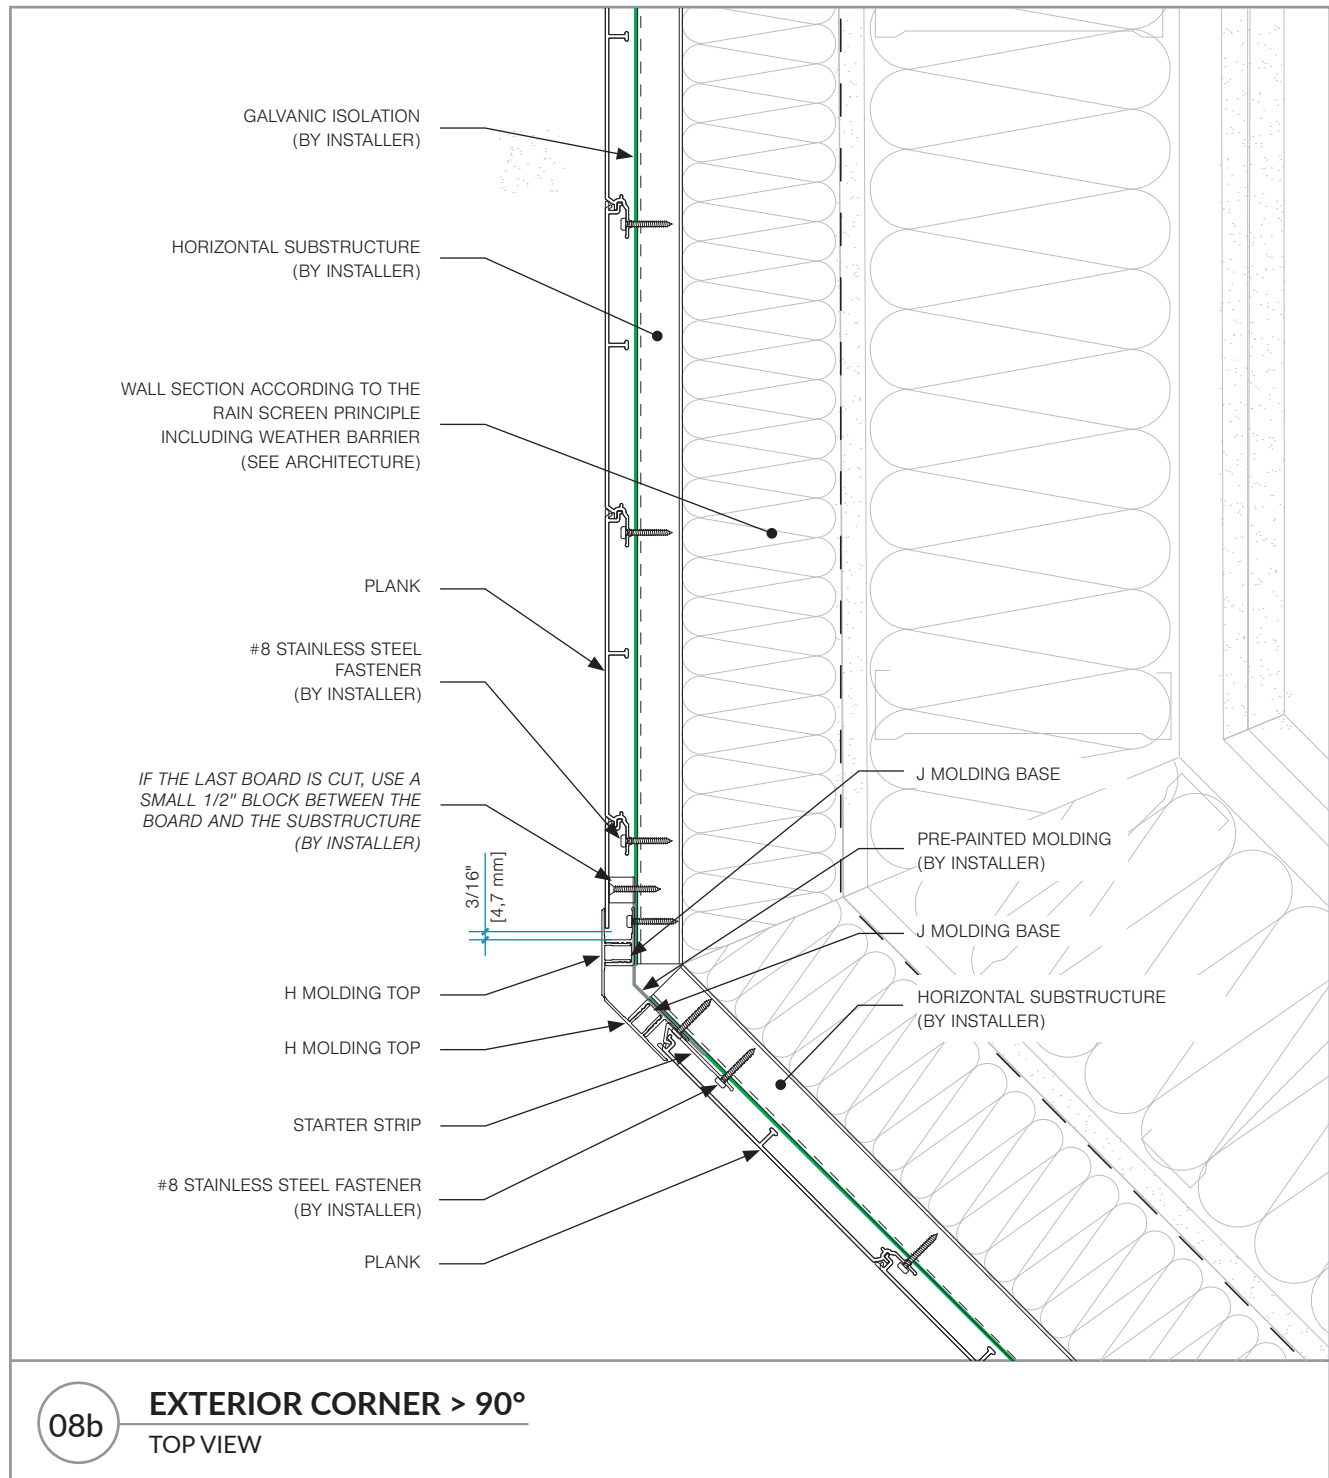 GALVANIC ISOLATION
(BY INSTALLER)
HORIZONTAL SUBSTRUCTURE
(BY INSTALLER)
WALL SECTION ACCORDING TO THE
RAIN SCREEN PRINCIPLE
INCLUDING WEATHER BARRIER
(SEE ARCHITECTURE)
PLANK
#8 STAINLESS STEEL
FASTENER
(BY INSTALLER)
IF THE LAST BOARD IS CUT, USE A
SMALL 1/2" BLOCK BETWEEN THE
BOARD AND THE SUBSTRUCTURE
(BY INSTALLER)
3/16"
[4,7 mm]
H MOLDING TOP
H MOLDING TOP
STARTER STRIP
#8 STAINLESS STEEL FASTENER
(BY INSTALLER)
PLANK
J MOLDING BASE
PRE-PAINTED MOLDING
(BY INSTALLER)
J MOLDING BASE
HORIZONTAL SUBSTRUCTURE
(BY INSTALLER)
08b
EXTERIOR CORNER > 90°
TOP VIEW